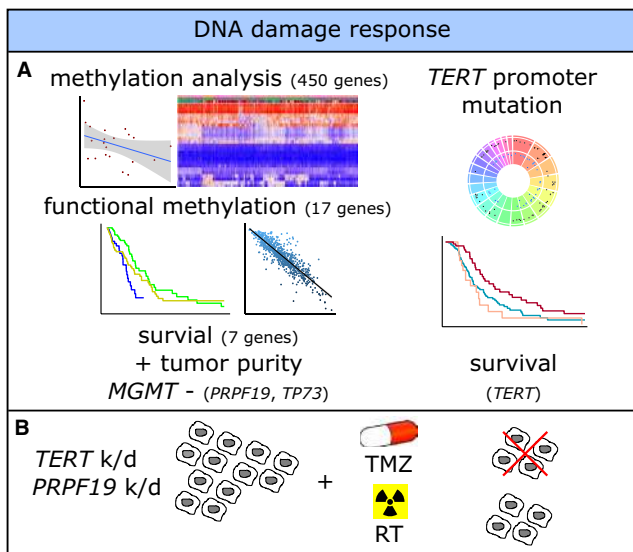 DNA damage response
A
methylation analysis (450 genes)
functional methylation (17 genes)
survial (7 genes)
+ tumor purity
MGMT - (PRPF19, TP73)
TERT promoter
mutation
survival
(TERT)
B
TERT k/d
PRPF19 k/d
+
TMZ
RT